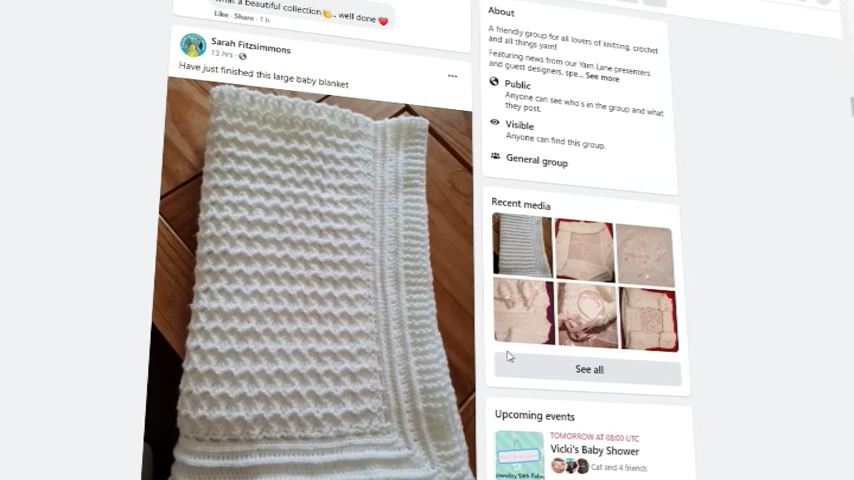 what a beautiful collection👏.. well done ❤️
Like · Share · 1 h
Sarah Fitzsimmons
13 hrs ·
Have just finished this large baby blanket
About
A friendly group for all lovers of knitting, crochet
and all things yarn!
Featuring news from our Yarn Lane presenters
and guest designers, spe... See more
Public
Anyone can see who's in the group and what
they post.
Visible
Anyone can find this group.
General group
Recent media
See all
Upcoming events
TOMORROW AT 08:00 UTC
Vicki's Baby Shower
Cat and 4 friends